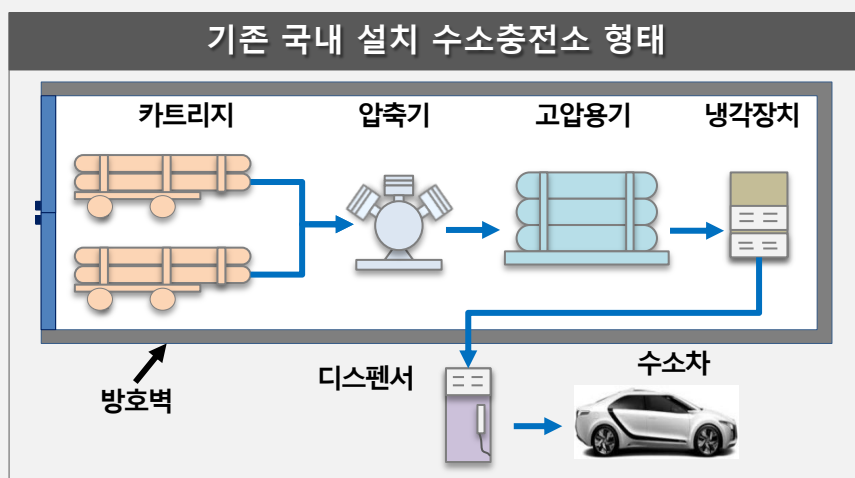 기존 국내 설치 수소충전소 형태
카트리지
압축기
고압용기
냉각장치
방호벽
디스펜서
수소차